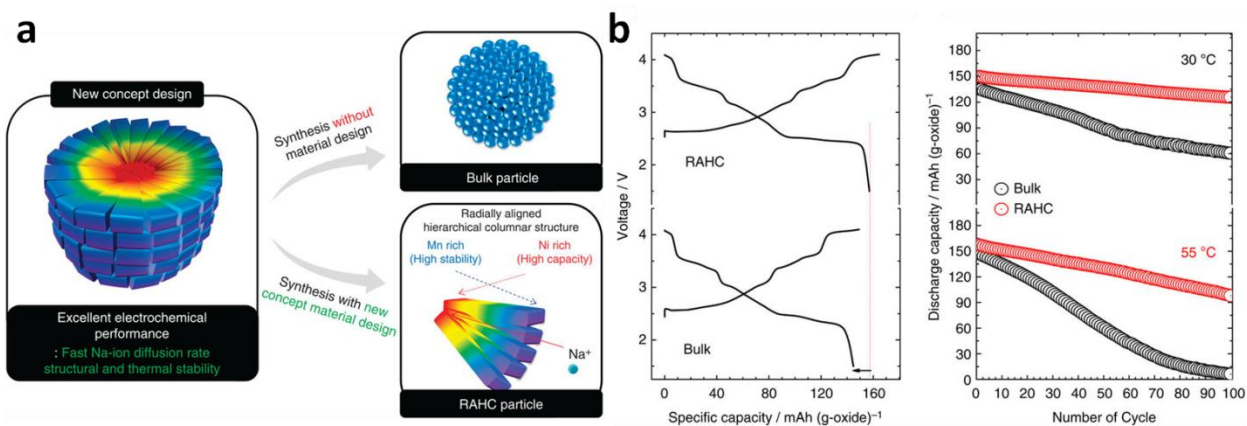 a
New concept design
Excellent electrochemical
performance
: Fast Na-ion diffusion rate
structural and thermal stability
Synthesis without
material design
Synthesis with new
concept material design
Bulk particle
Radially aligned
hierarchical columnar structure
Mn rich
(High stability)
Ni rich
(High capacity)
Na⁺
RAHC particle
b
Voltage / V
4
3
2
4
3
2
RAHC
Bulk
0 40 80 120 160
Specific capacity / mAh (g-oxide)⁻¹
Discharge capacity / mAh (g-oxide)⁻¹
180
150
120
90
60
30
0
180
150
120
90
60
30
0
30 °C
Bulk
RAHC
55 °C
0 10 20 30 40 50 60 70 80 90 100
Number of Cycle